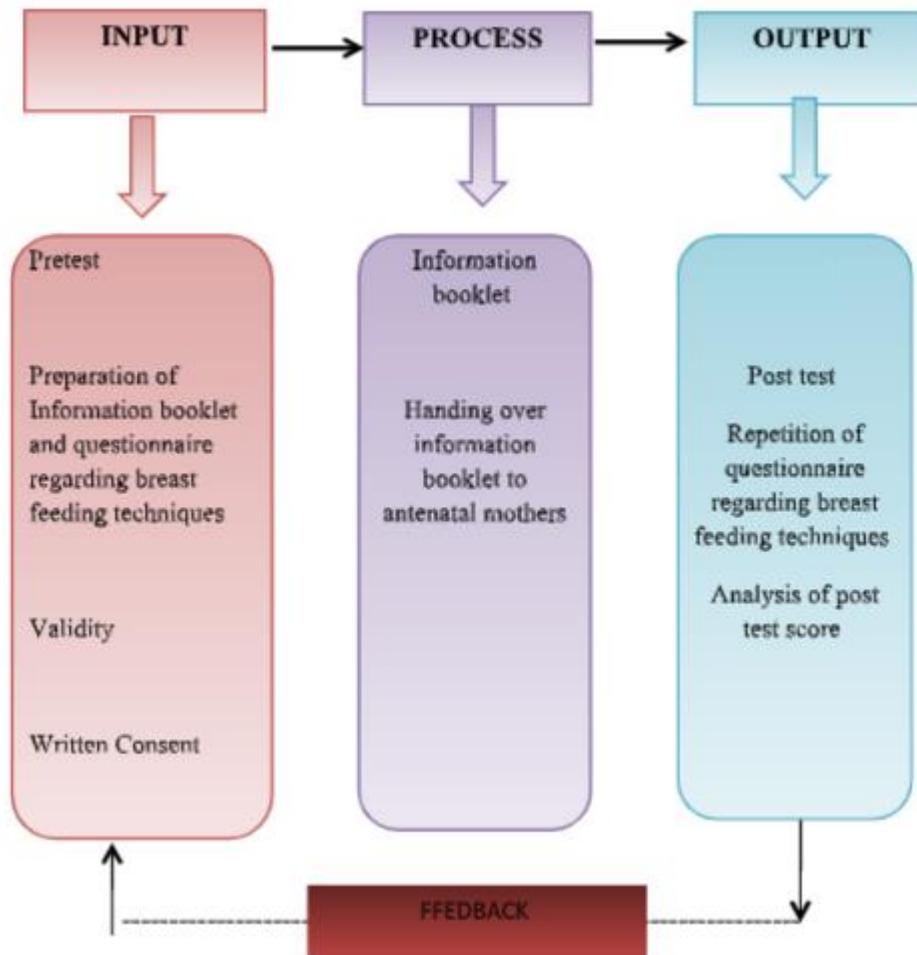 INPUT
PROCESS
OUTPUT
Pretest
Preparation of
Information booklet
and questionnaire
regarding breast
feeding techniques
Validity
Written Consent
Information
booklet
Handing over
information
booklet to
antenatal mothers
Post test
Repetition of
questionnaire
regarding breast
feeding techniques
Analysis of post
test score
FFEDBACK